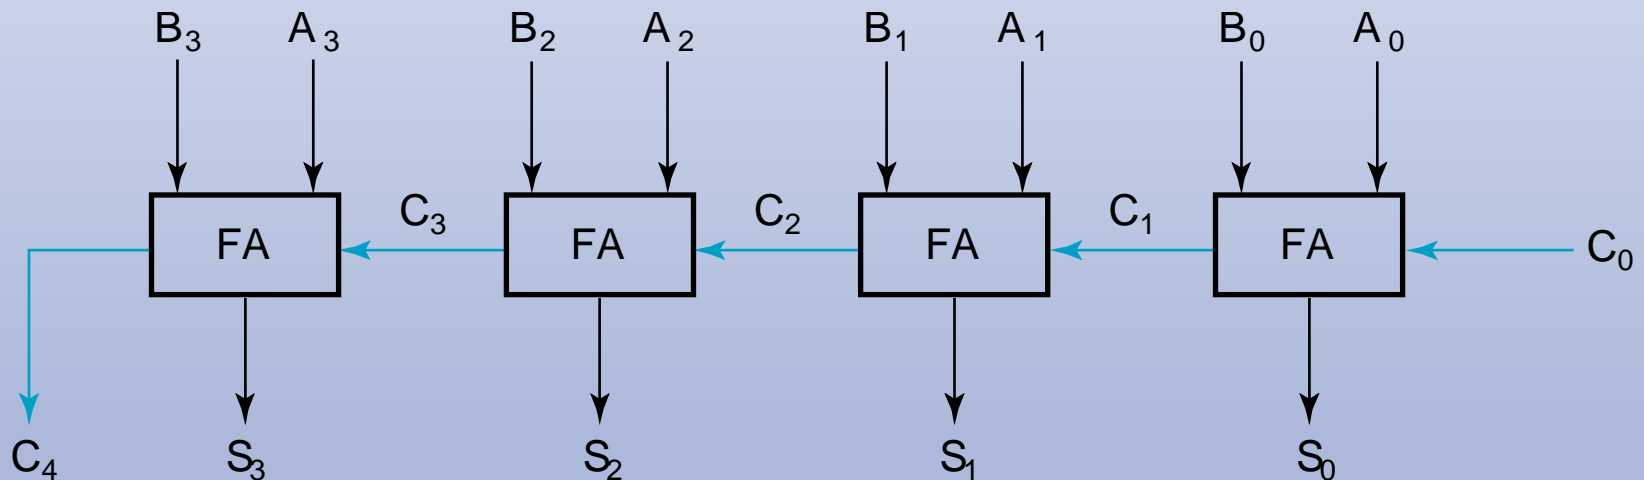 B₃ A₃ B₂ A₂ B₁ A₁ B₀ A₀
C₃ C₂ C₁
FA FA FA FA C₀
C₄ S₃ S₂ S₁ S₀